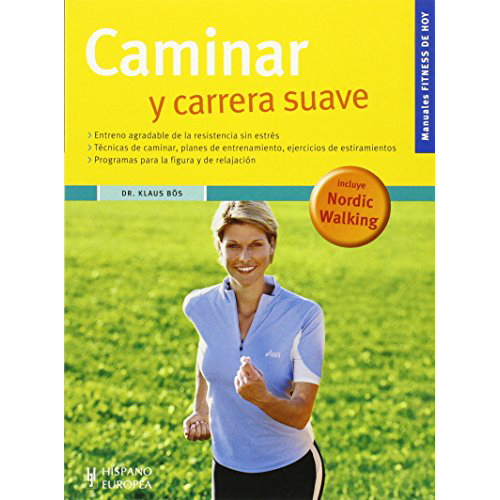 Caminar
y carrera suave
› Entreno agradable de la resistencia sin estrés
› Técnicas de caminar, planes de entrenamiento, ejercicios de estiramientos
› Programas para la figura y de relajación
DR. KLAUS BÖS
incluye
Nordic
Walking
Manuales FITNESS DE HOY
asics
HISPANO
EUROPEA